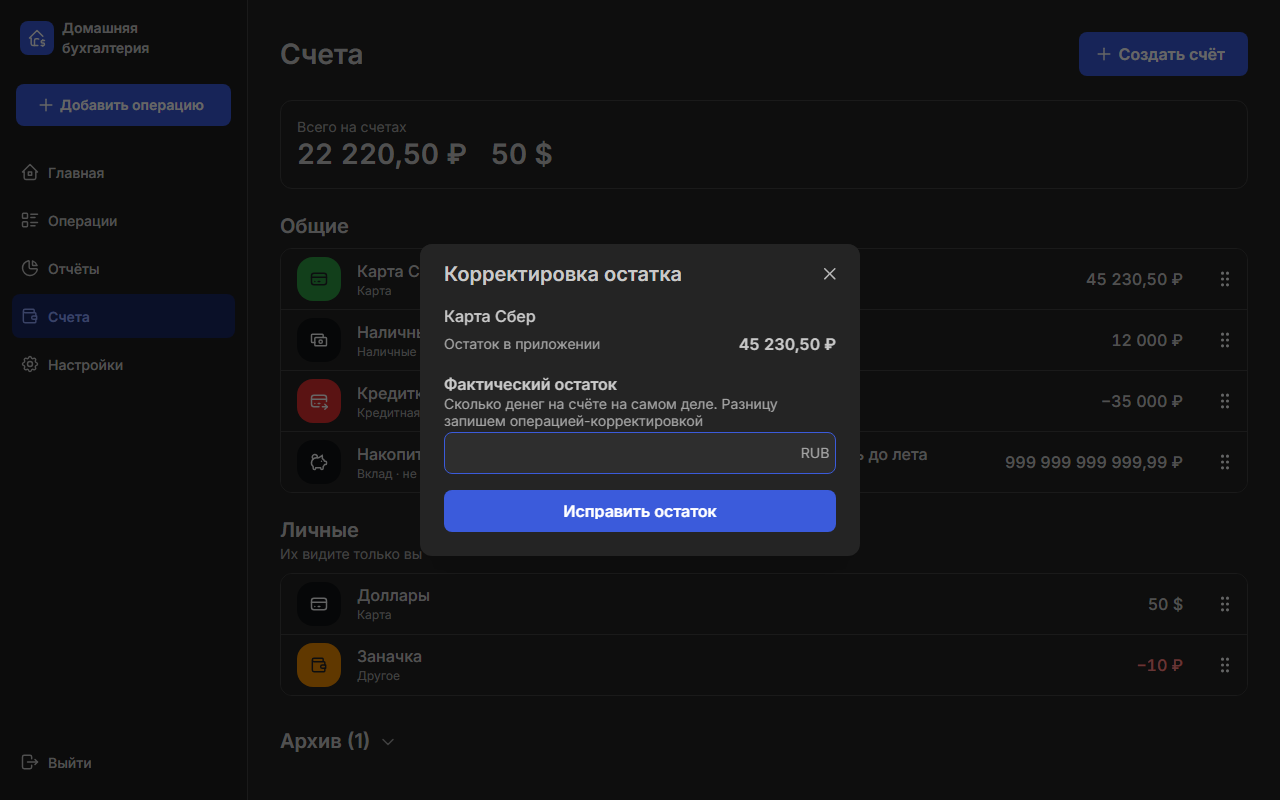 Домашняя
бухгалтерия
Добавить операцию
Главная
Операции
Отчёты
Счета
Настройки
Выйти
Счета
Создать счёт
Всего на счетах
22 220,50 ₽ 50 $
Общие
Карта С
Карта
45 230,50 ₽
Наличн
Наличные
12 000 ₽
Кредитк
Кредитная
−35 000 ₽
Накопит
Вклад · не
до лета
999 999 999 999,99 ₽
Корректировка остатка
Карта Сбер
Остаток в приложении 45 230,50 ₽
Фактический остаток
Сколько денег на счёте на самом деле. Разницу
запишем операцией-корректировкой
RUB
Исправить остаток
Личные
Их видите только вы
Доллары
Карта
50 $
Заначка
Другое
−10 ₽
Архив (1)